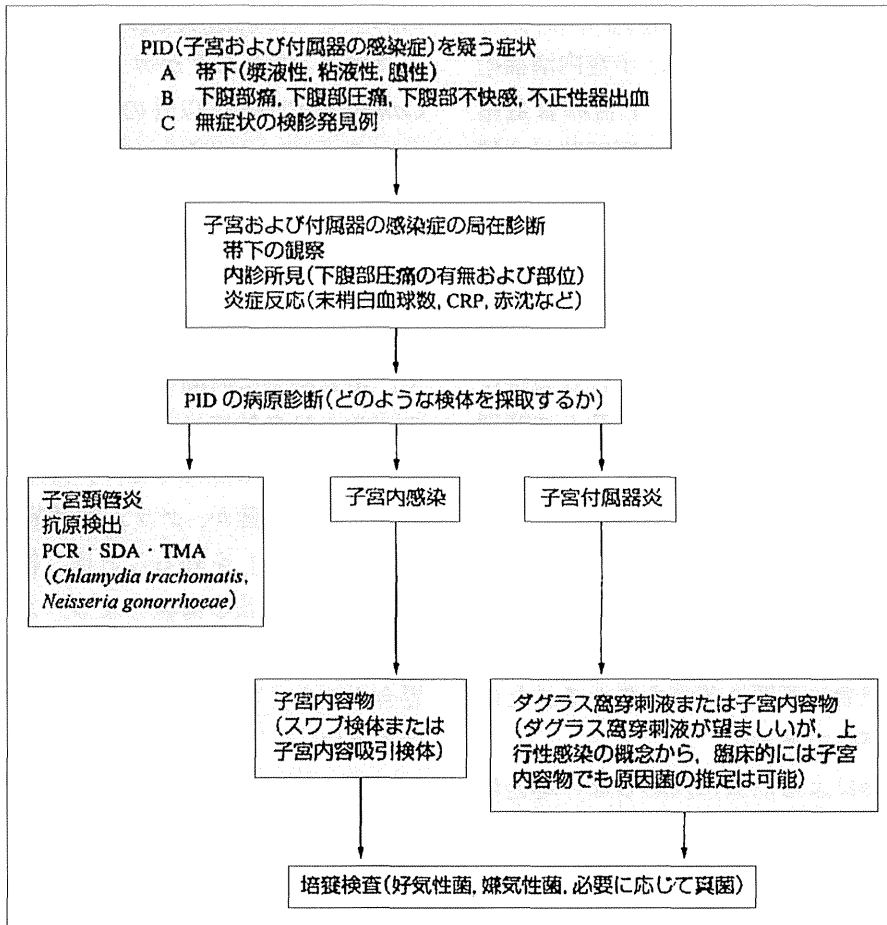 PID(子宮および付属器の感染症)を疑う症状
A 帯下(漿液性, 粘液性, 膿性)
B 下腹部痛, 下腹部圧痛, 下腹部不快感, 不正性器出血
C 無症状の検診発見例
子宮および付属器の感染症の局在診断
帯下の観察
内診所見(下腹部圧痛の有無および部位)
炎症反応(末梢白血球数, CRP, 赤沈など)
PID の病原診断(どのような検体を採取するか)
子宮頸管炎
抗原検出
PCR・SDA・TMA
(Chlamydia trachomatis,
Neisseria gonorrhoeae)
子宮内感染
子宮付属器炎
子宮内容物
(スワブ検体または
子宮内容吸引検体)
ダグラス窩穿刺液または子宮内容物
(ダグラス窩穿刺液が望ましいが, 上
行性感染の概念から, 臨床的には子宮
内容物でも原因菌の推定は可能)
培養検査(好気性菌, 嫌気性菌, 必要に応じて真菌)